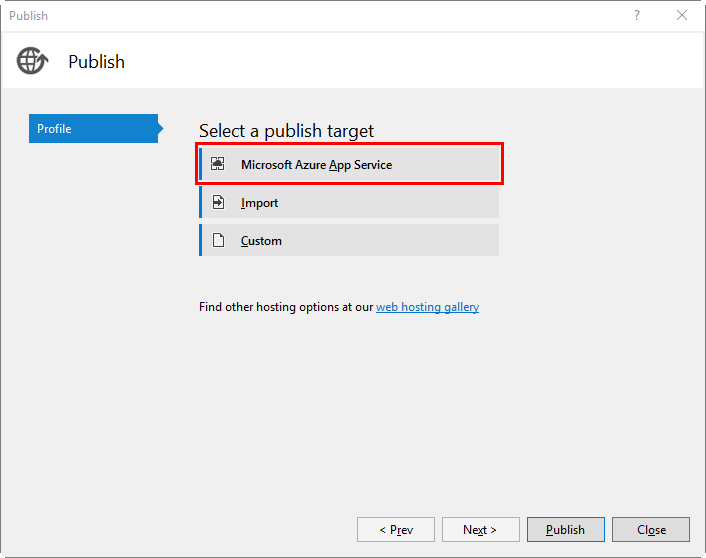 Publish
?
Publish
Profile
Select a publish target
Microsoft Azure App Service
Import
Custom
Find other hosting options at our web hosting gallery
< Prev
Next >
Publish
Close